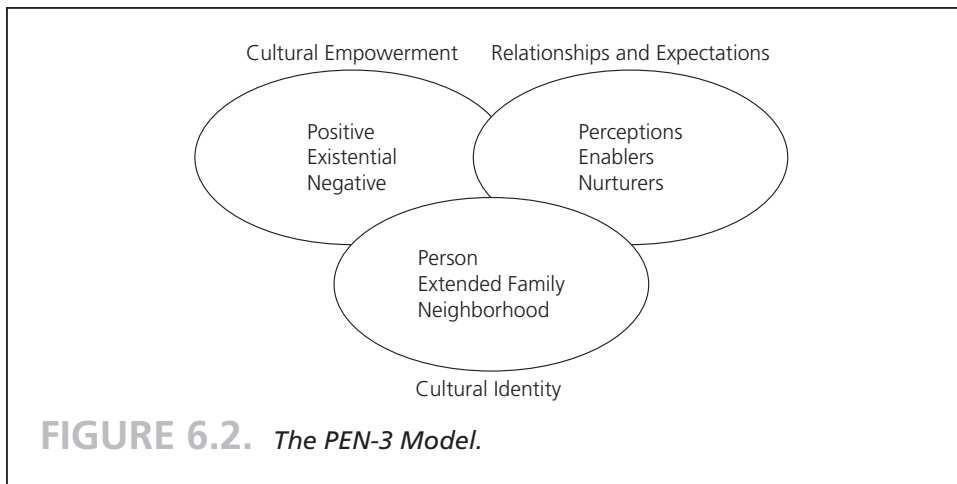 Cultural Empowerment
Relationships and Expectations
Positive
Existential
Negative
Perceptions
Enablers
Nurturers
Person
Extended Family
Neighborhood
Cultural Identity
FIGURE 6.2. The PEN-3 Model.